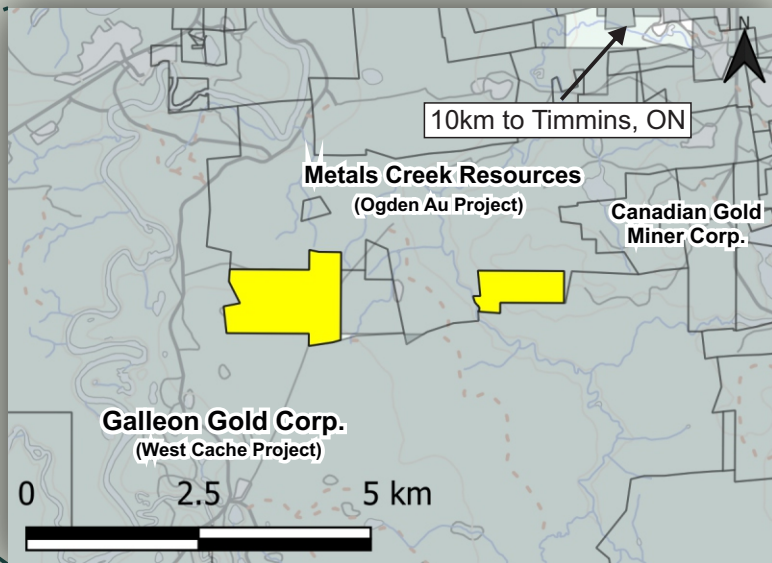 N
10km to Timmins, ON
Metals Creek Resources
(Ogden Au Project)
Canadian Gold
Miner Corp.
Galleon Gold Corp.
(West Cache Project)
0 2.5 5 km